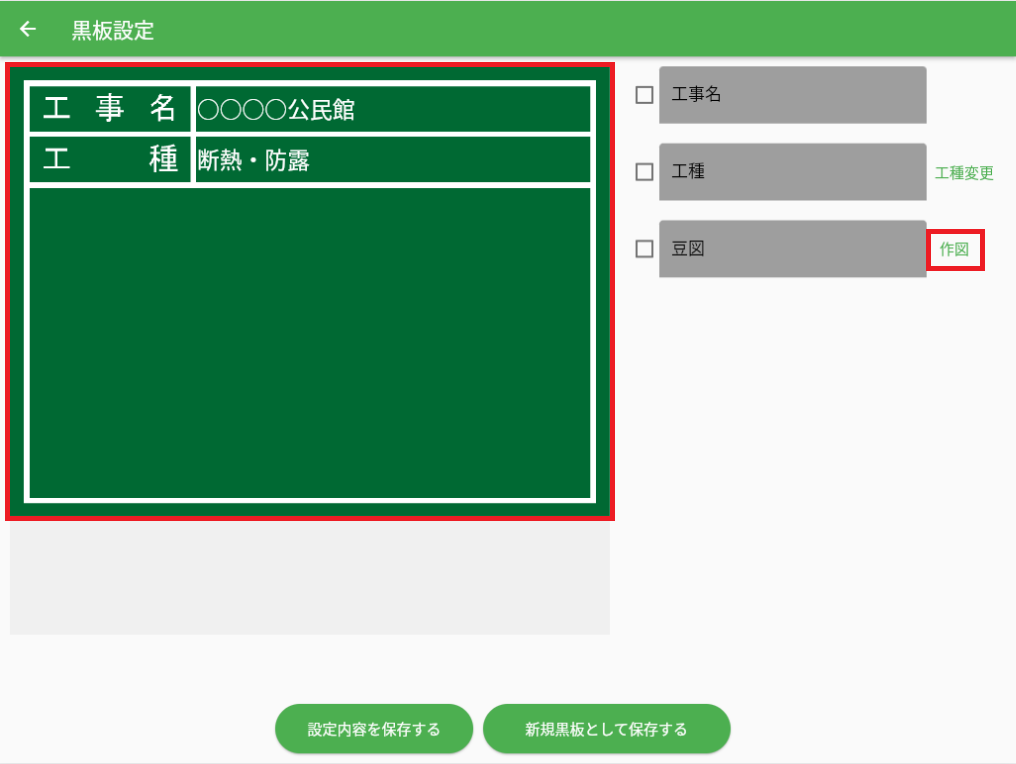 ← 黒板設定
工事名 ○○○○公民館
工種 断熱・防露
工事名
工種 工種変更
豆図 作図
設定内容を保存する 新規黒板として保存する